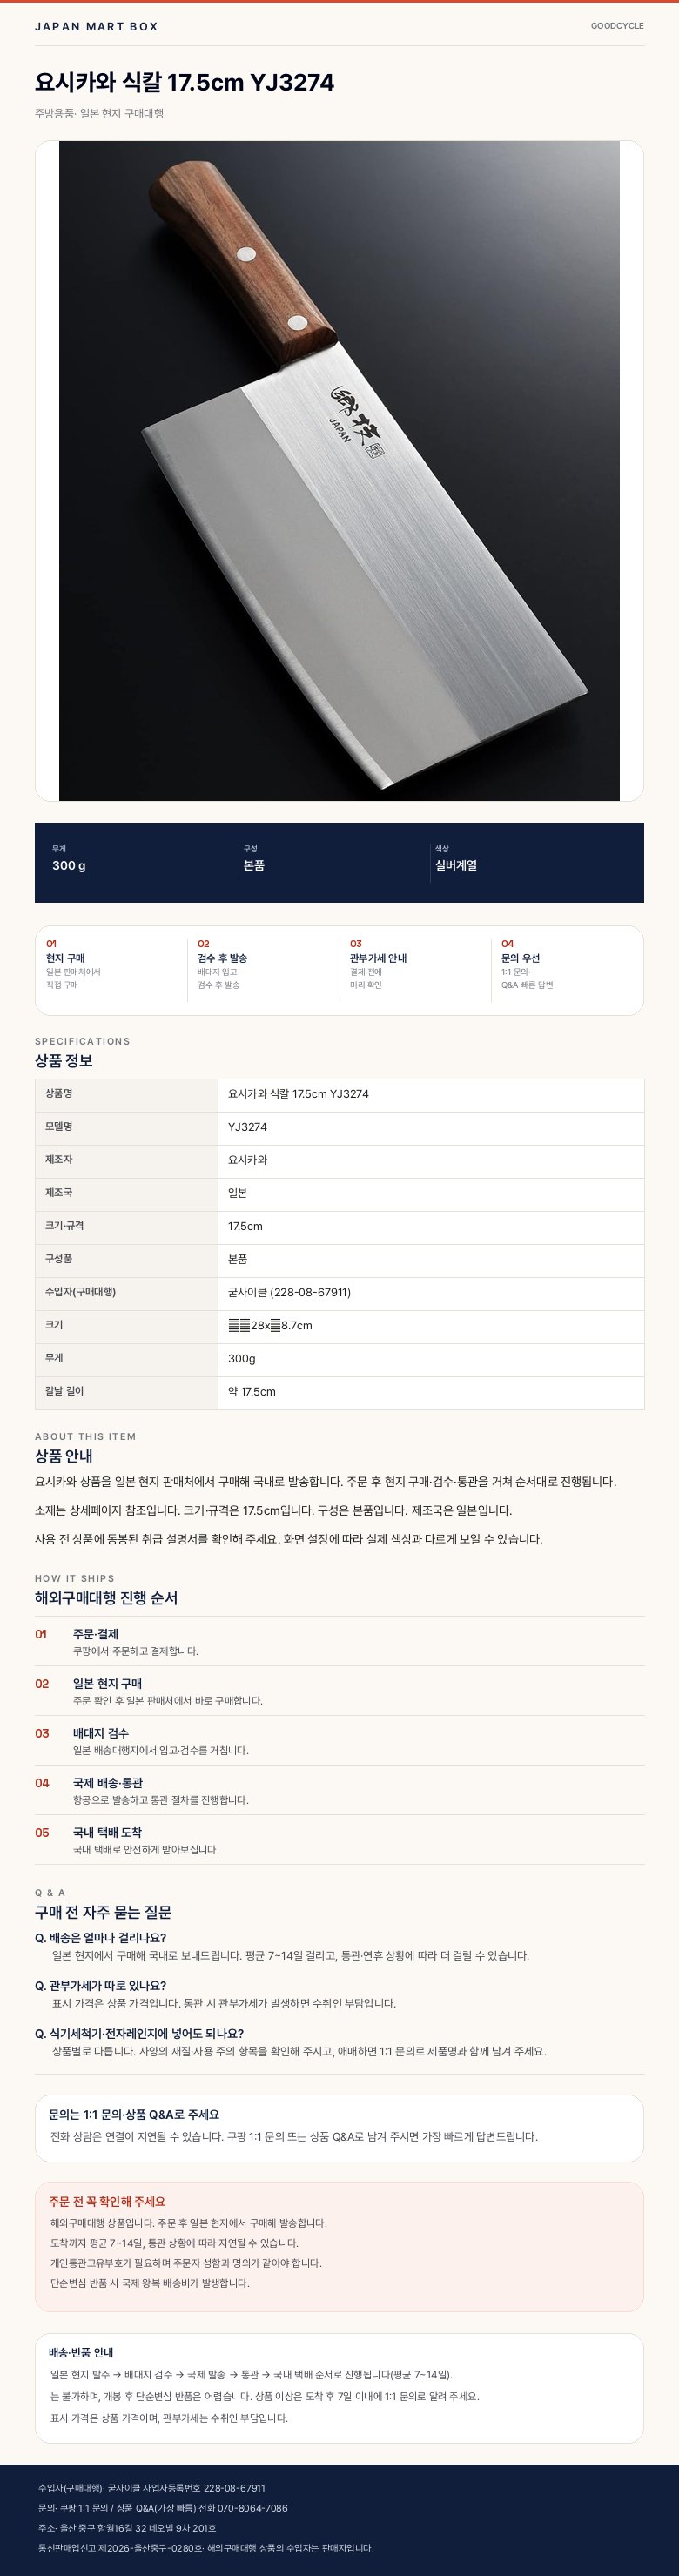 JAPAN MART BOX
GOODCYCLE
요시카와 식칼 17.5cm YJ3274
주방용품· 일본 현지 구매대행
郷技
JAPAN
무게
300 g
구성
본품
색상
실버계열
01
현지 구매
일본 판매처에서
직접 구매
02
검수 후 발송
배대지 입고·
검수 후 발송
03
관부가세 안내
결제 전에
미리 확인
04
문의 우선
1:1 문의·
Q&A 빠른 답변
SPECIFICATIONS
상품 정보
상품명 요시카와 식칼 17.5cm YJ3274
모델명 YJ3274
제조자 요시카와
제조국 일본
크기·규격 17.5cm
구성품 본품
수입자(구매대행) 굳사이클 (228-08-67911)
크기 28x 8.7cm
무게 300g
칼날 길이 약 17.5cm
ABOUT THIS ITEM
상품 안내
요시카와 상품을 일본 현지 판매처에서 구매해 국내로 발송합니다. 주문 후 현지 구매·검수·통관을 거쳐 순서대로 진행됩니다.
소재는 상세페이지 참조입니다. 크기·규격은 17.5cm입니다. 구성은 본품입니다. 제조국은 일본입니다.
사용 전 상품에 동봉된 취급 설명서를 확인해 주세요. 화면 설정에 따라 실제 색상과 다르게 보일 수 있습니다.
HOW IT SHIPS
해외구매대행 진행 순서
01 주문·결제
쿠팡에서 주문하고 결제합니다.
02 일본 현지 구매
주문 확인 후 일본 판매처에서 바로 구매합니다.
03 배대지 검수
일본 배송대행지에서 입고·검수를 거칩니다.
04 국제 배송·통관
항공으로 발송하고 통관 절차를 진행합니다.
05 국내 택배 도착
국내 택배로 안전하게 받아보십니다.
Q & A
구매 전 자주 묻는 질문
Q. 배송은 얼마나 걸리나요?
일본 현지에서 구매해 국내로 보내드립니다. 평균 7~14일 걸리고, 통관·연휴 상황에 따라 더 걸릴 수 있습니다.
Q. 관부가세가 따로 있나요?
표시 가격은 상품 가격입니다. 통관 시 관부가세가 발생하면 수취인 부담입니다.
Q. 식기세척기·전자레인지에 넣어도 되나요?
상품별로 다릅니다. 사양의 재질·사용 주의 항목을 확인해 주시고, 애매하면 1:1 문의로 제품명과 함께 남겨 주세요.
문의는 1:1 문의·상품 Q&A로 주세요
전화 상담은 연결이 지연될 수 있습니다. 쿠팡 1:1 문의 또는 상품 Q&A로 남겨 주시면 가장 빠르게 답변드립니다.
주문 전 꼭 확인해 주세요
해외구매대행 상품입니다. 주문 후 일본 현지에서 구매해 발송합니다.
도착까지 평균 7~14일, 통관 상황에 따라 지연될 수 있습니다.
개인통관고유부호가 필요하며 주문자 성함과 명의가 같아야 합니다.
단순변심 반품 시 국제 왕복 배송비가 발생합니다.
배송·반품 안내
일본 현지 발주 → 배대지 검수 → 국제 발송 → 통관 → 국내 택배 순서로 진행됩니다(평균 7~14일).
는 불가하며, 개봉 후 단순변심 반품은 어렵습니다. 상품 이상은 도착 후 7일 이내에 1:1 문의로 알려 주세요.
표시 가격은 상품 가격이며, 관부가세는 수취인 부담입니다.
수입자(구매대행)· 굳사이클 사업자등록번호 228-08-67911
문의· 쿠팡 1:1 문의 / 상품 Q&A(가장 빠름) 전화 070-8064-7086
주소· 울산 중구 함월16길 32 네오빌 9차 201호
통신판매업신고 제2026-울산중구-0280호· 해외구매대행 상품의 수입자는 판매자입니다.